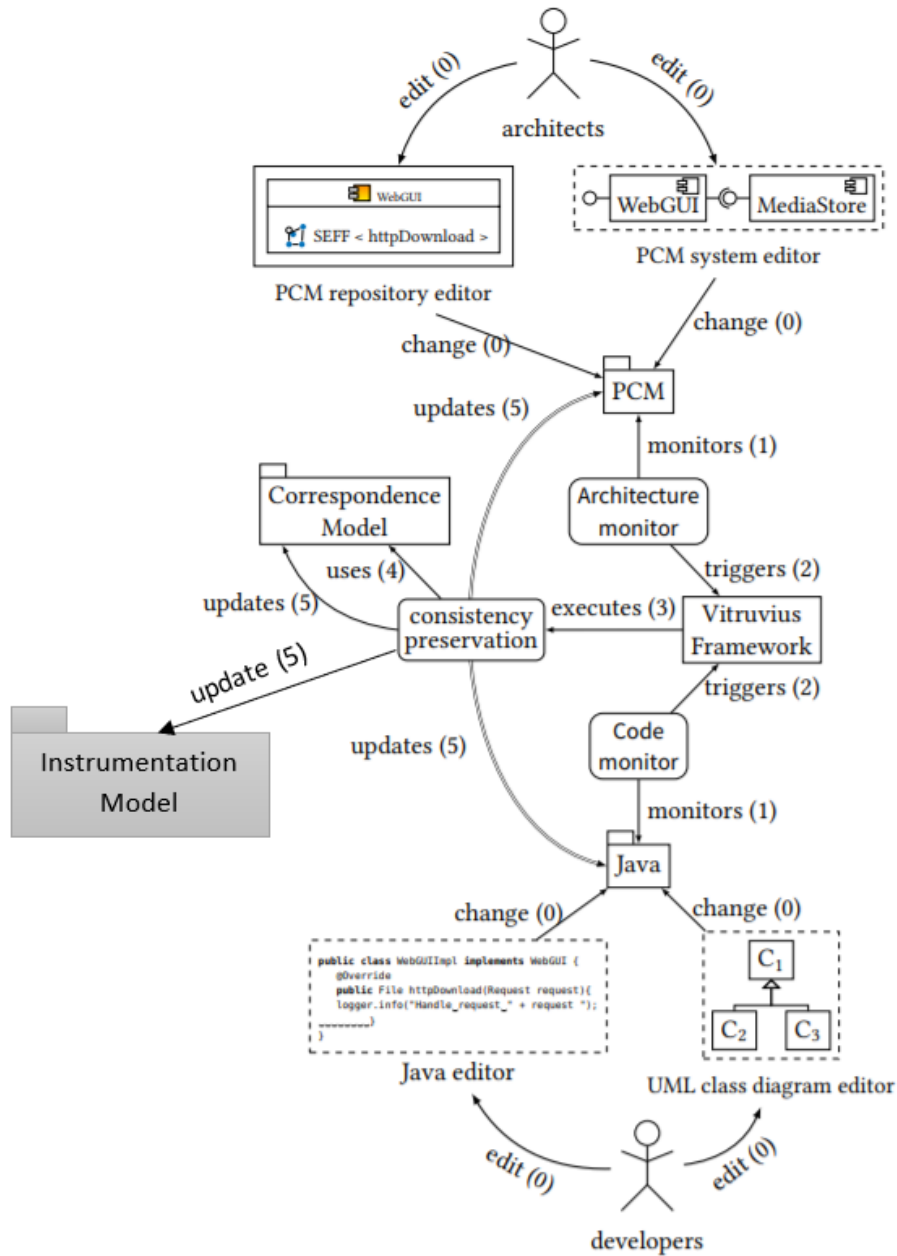 edit (0)
edit (0)
architects
WebGUI
SEFF < httpDownload >
WebGUI
MediaStore
PCM repository editor
PCM system editor
change (0)
change (0)
PCM
updates (5)
monitors (1)
Correspondence
Model
Architecture
monitor
uses (4)
triggers (2)
updates (5)
consistency
preservation
executes (3)
Vitruvius
Framework
update (5)
triggers (2)
Instrumentation
Model
updates (5)
Code
monitor
monitors (1)
Java
change (0)
change (0)
public class WebGUIImpl implements WebGUI {
@Override
public File httpDownload(Request request){
logger.info("Handle_request_" + request ");
________}
}
C1
C2
C3
Java editor
UML class diagram editor
edit (0)
edit (0)
developers